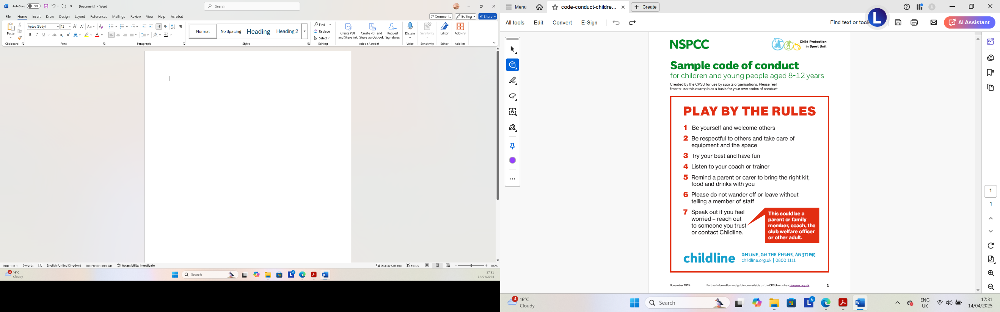 AutoSave Off Document1 - Word Search
File Home Insert Draw Design Layout References Mailings Review View Help Acrobat Comments Editing Share
Paste
Clipboard
Aptos (Body) 12
Font
Paragraph
Normal No Spacing Heading Heading 2
Styles
Find
Replace
Select
Editing
Create PDF and Share link
Create PDF and Share via Outlook
Request Signatures
Adobe Acrobat
Dictate
Voice
Sensitivity
Sensitivity
Editor
Editor
Add-ins
Add-ins
Page 1 of 1 0 words English (United Kingdom) Text Predictions: On Accessibility: Investigate Display Settings Focus 100%
4 16°C
Cloudy
Search
17:31
14/04/2025
Menu code-conduct-childre... Create
All tools Edit Convert E-Sign Find text or tools L AI Assistant
NSPCC
Child Protection
in Sport Unit
Sample code of conduct
for children and young people aged 8-12 years
Created by the CPSU for use by sports organisations. Please feel
free to use this example as a basis for your own codes of conduct.
PLAY BY THE RULES
1 Be yourself and welcome others
2 Be respectful to others and take care of
equipment and the space
3 Try your best and have fun
4 Listen to your coach or trainer
5 Remind a parent or carer to bring the right kit,
food and drinks with you
6 Please do not wander off or leave without
telling a member of staff
7 Speak out if you feel
worried – reach out
to someone you trust
or contact Childline.
This could be a
parent or family
member, coach, the
club welfare officer
or other adult.
childline
ONLINE, ON THE PHONE, ANYTIME
childline.org.uk | 0800 1111
November 2024 Further information and guidance available on the CPSU website – thecpsu.org.uk 1
1
1
4 16°C
Cloudy
Search
6
ENG
UK
17:31
14/04/2025